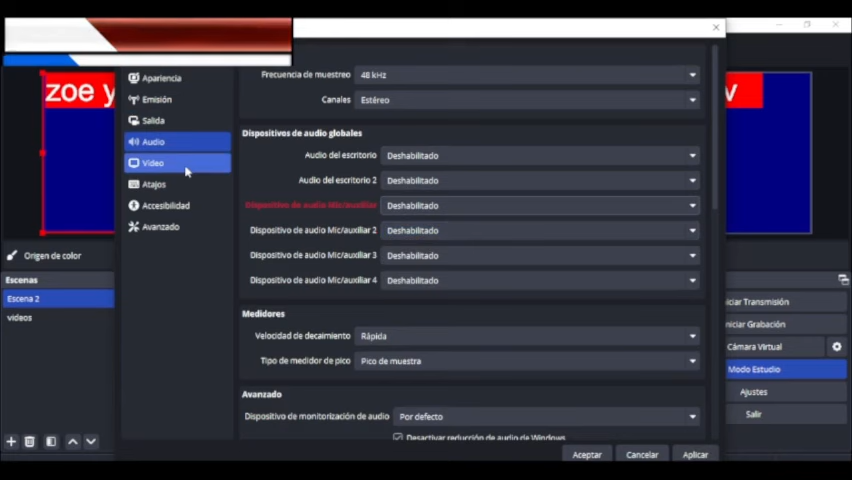 zoe y
v
Apariencia
Emisión
Salida
Audio
Video
Atajos
Accesibilidad
Avanzado
Frecuencia de muestreo 48 kHz
Canales Estéreo
Dispositivos de audio globales
Audio del escritorio Deshabilitado
Audio del escritorio 2 Deshabilitado
Dispositivo de audio Mic/auxiliar Deshabilitado
Dispositivo de audio Mic/auxiliar 2 Deshabilitado
Dispositivo de audio Mic/auxiliar 3 Deshabilitado
Dispositivo de audio Mic/auxiliar 4 Deshabilitado
Medidores
Velocidad de decaimiento Rápida
Tipo de medidor de pico Pico de muestra
Avanzado
Dispositivo de monitorización de audio Por defecto
Desactivar reducción de audio de Windows
Aceptar
Cancelar
Aplicar
Origen de color
Escenas
Escena 2
videos
iciar Transmisión
niciar Grabación
Cámara Virtual
Modo Estudio
Ajustes
Salir